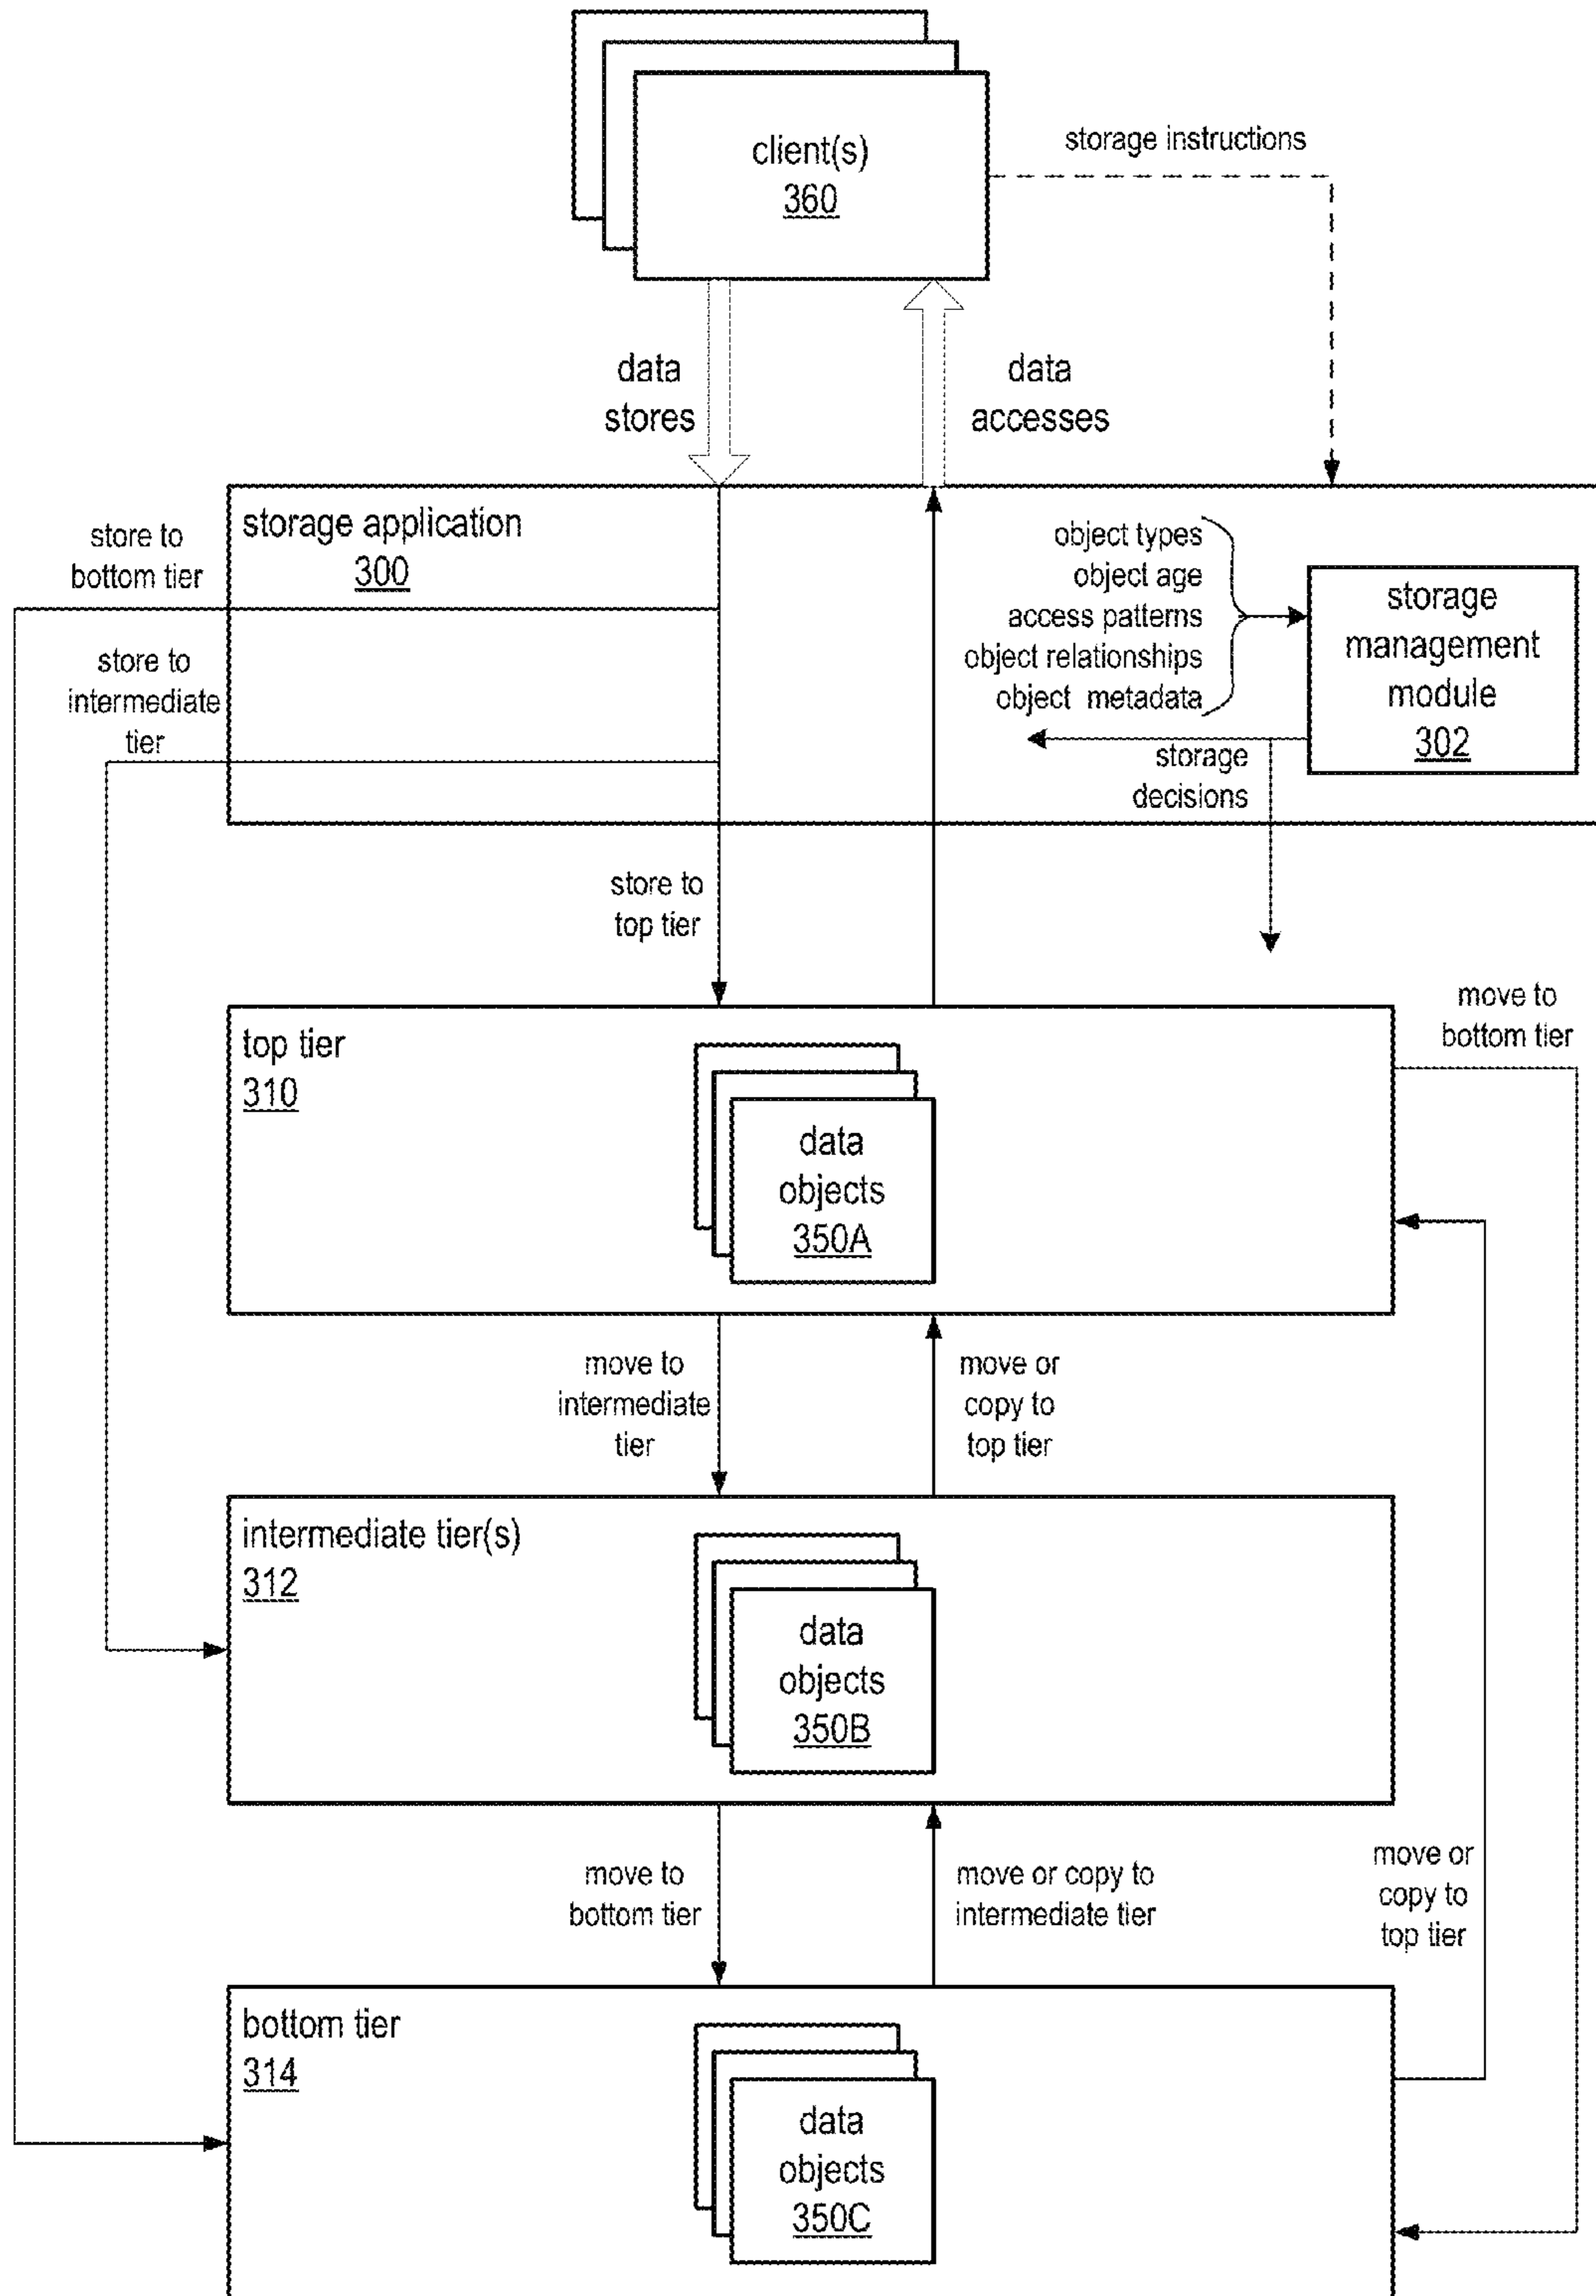 client(s)
360
storage instructions
data
stores
data
accesses
storage application
300
store to
bottom tier
store to
intermediate
tier
object types
object age
access patterns
object relationships
object metadata
storage
management
module
302
storage
decisions
store to
top tier
move to
bottom tier
top tier
310
data
objects
350A
move to
intermediate
tier
move or
copy to
top tier
intermediate tier(s)
312
data
objects
350B
move to
bottom tier
move or copy to
intermediate tier
move or
copy to
top tier
bottom tier
314
data
objects
350C